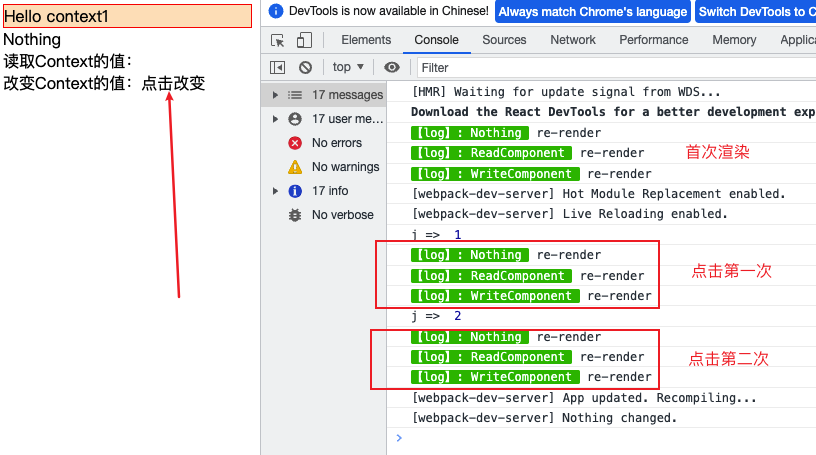 Hello context1
Nothing
读取Context的值：
改变Context的值：点击改变
DevTools is now available in Chinese!
Always match Chrome's language
Switch DevTools to C
Elements
Console
Sources
Network
Performance
Memory
Applica
top
Filter
17 messages
17 user me...
No errors
No warnings
17 info
No verbose
[HMR] Waiting for update signal from WDS...
Download the React DevTools for a better development exp
【log】: Nothing re-render
【log】: ReadComponent re-render
首次渲染
【log】: WriteComponent re-render
[webpack-dev-server] Hot Module Replacement enabled.
[webpack-dev-server] Live Reloading enabled.
j => 1
【log】: Nothing re-render
【log】: ReadComponent re-render
点击第一次
【log】: WriteComponent re-render
j => 2
【log】: Nothing re-render
【log】: ReadComponent re-render
点击第二次
【log】: WriteComponent re-render
[webpack-dev-server] App updated. Recompiling...
[webpack-dev-server] Nothing changed.